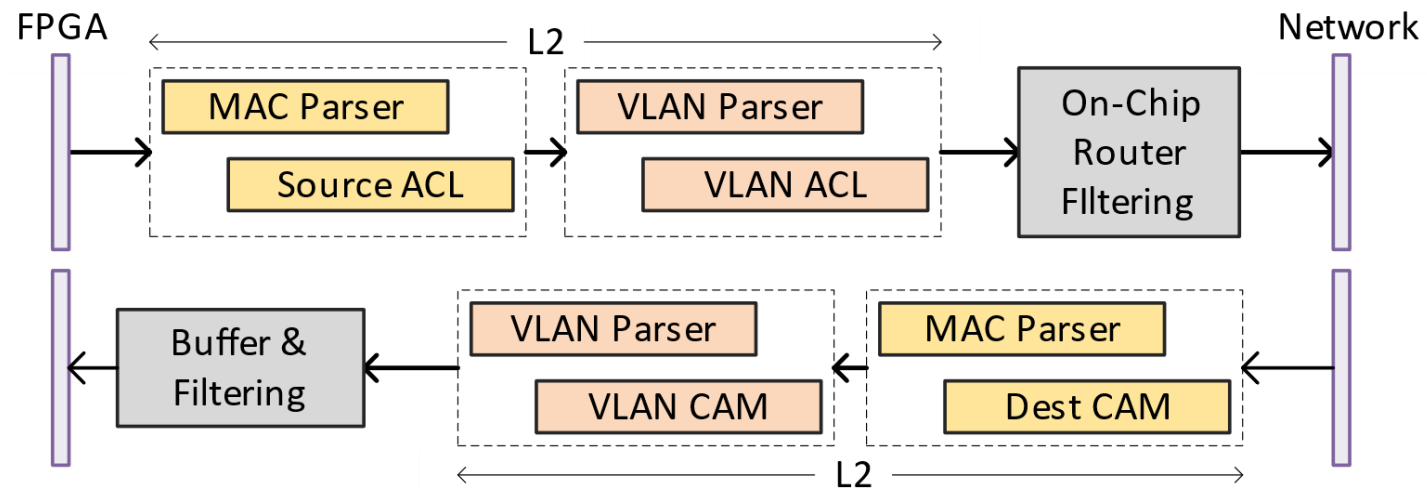 FPGA
L2
Network
MAC Parser
Source ACL
VLAN Parser
VLAN ACL
On-Chip
Router
FIltering
Buffer &
Filtering
VLAN Parser
VLAN CAM
MAC Parser
Dest CAM
L2